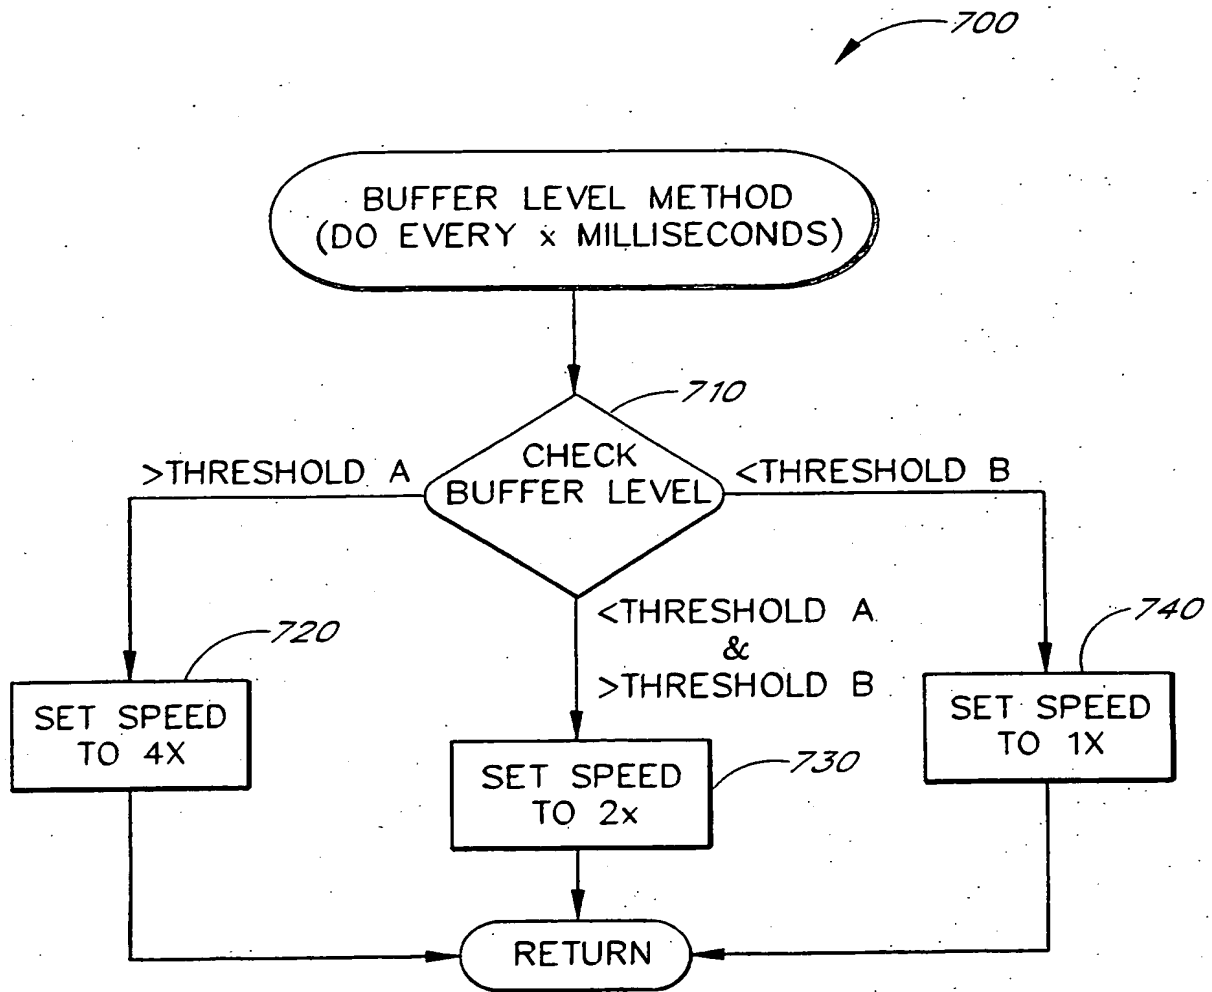 700
BUFFER LEVEL METHOD
(DO EVERY x MILLISECONDS)
710
CHECK
BUFFER LEVEL
>THRESHOLD A
<THRESHOLD B
<THRESHOLD A
&
>THRESHOLD B
720
SET SPEED
TO 4X
730
SET SPEED
TO 2x
740
SET SPEED
TO 1X
RETURN